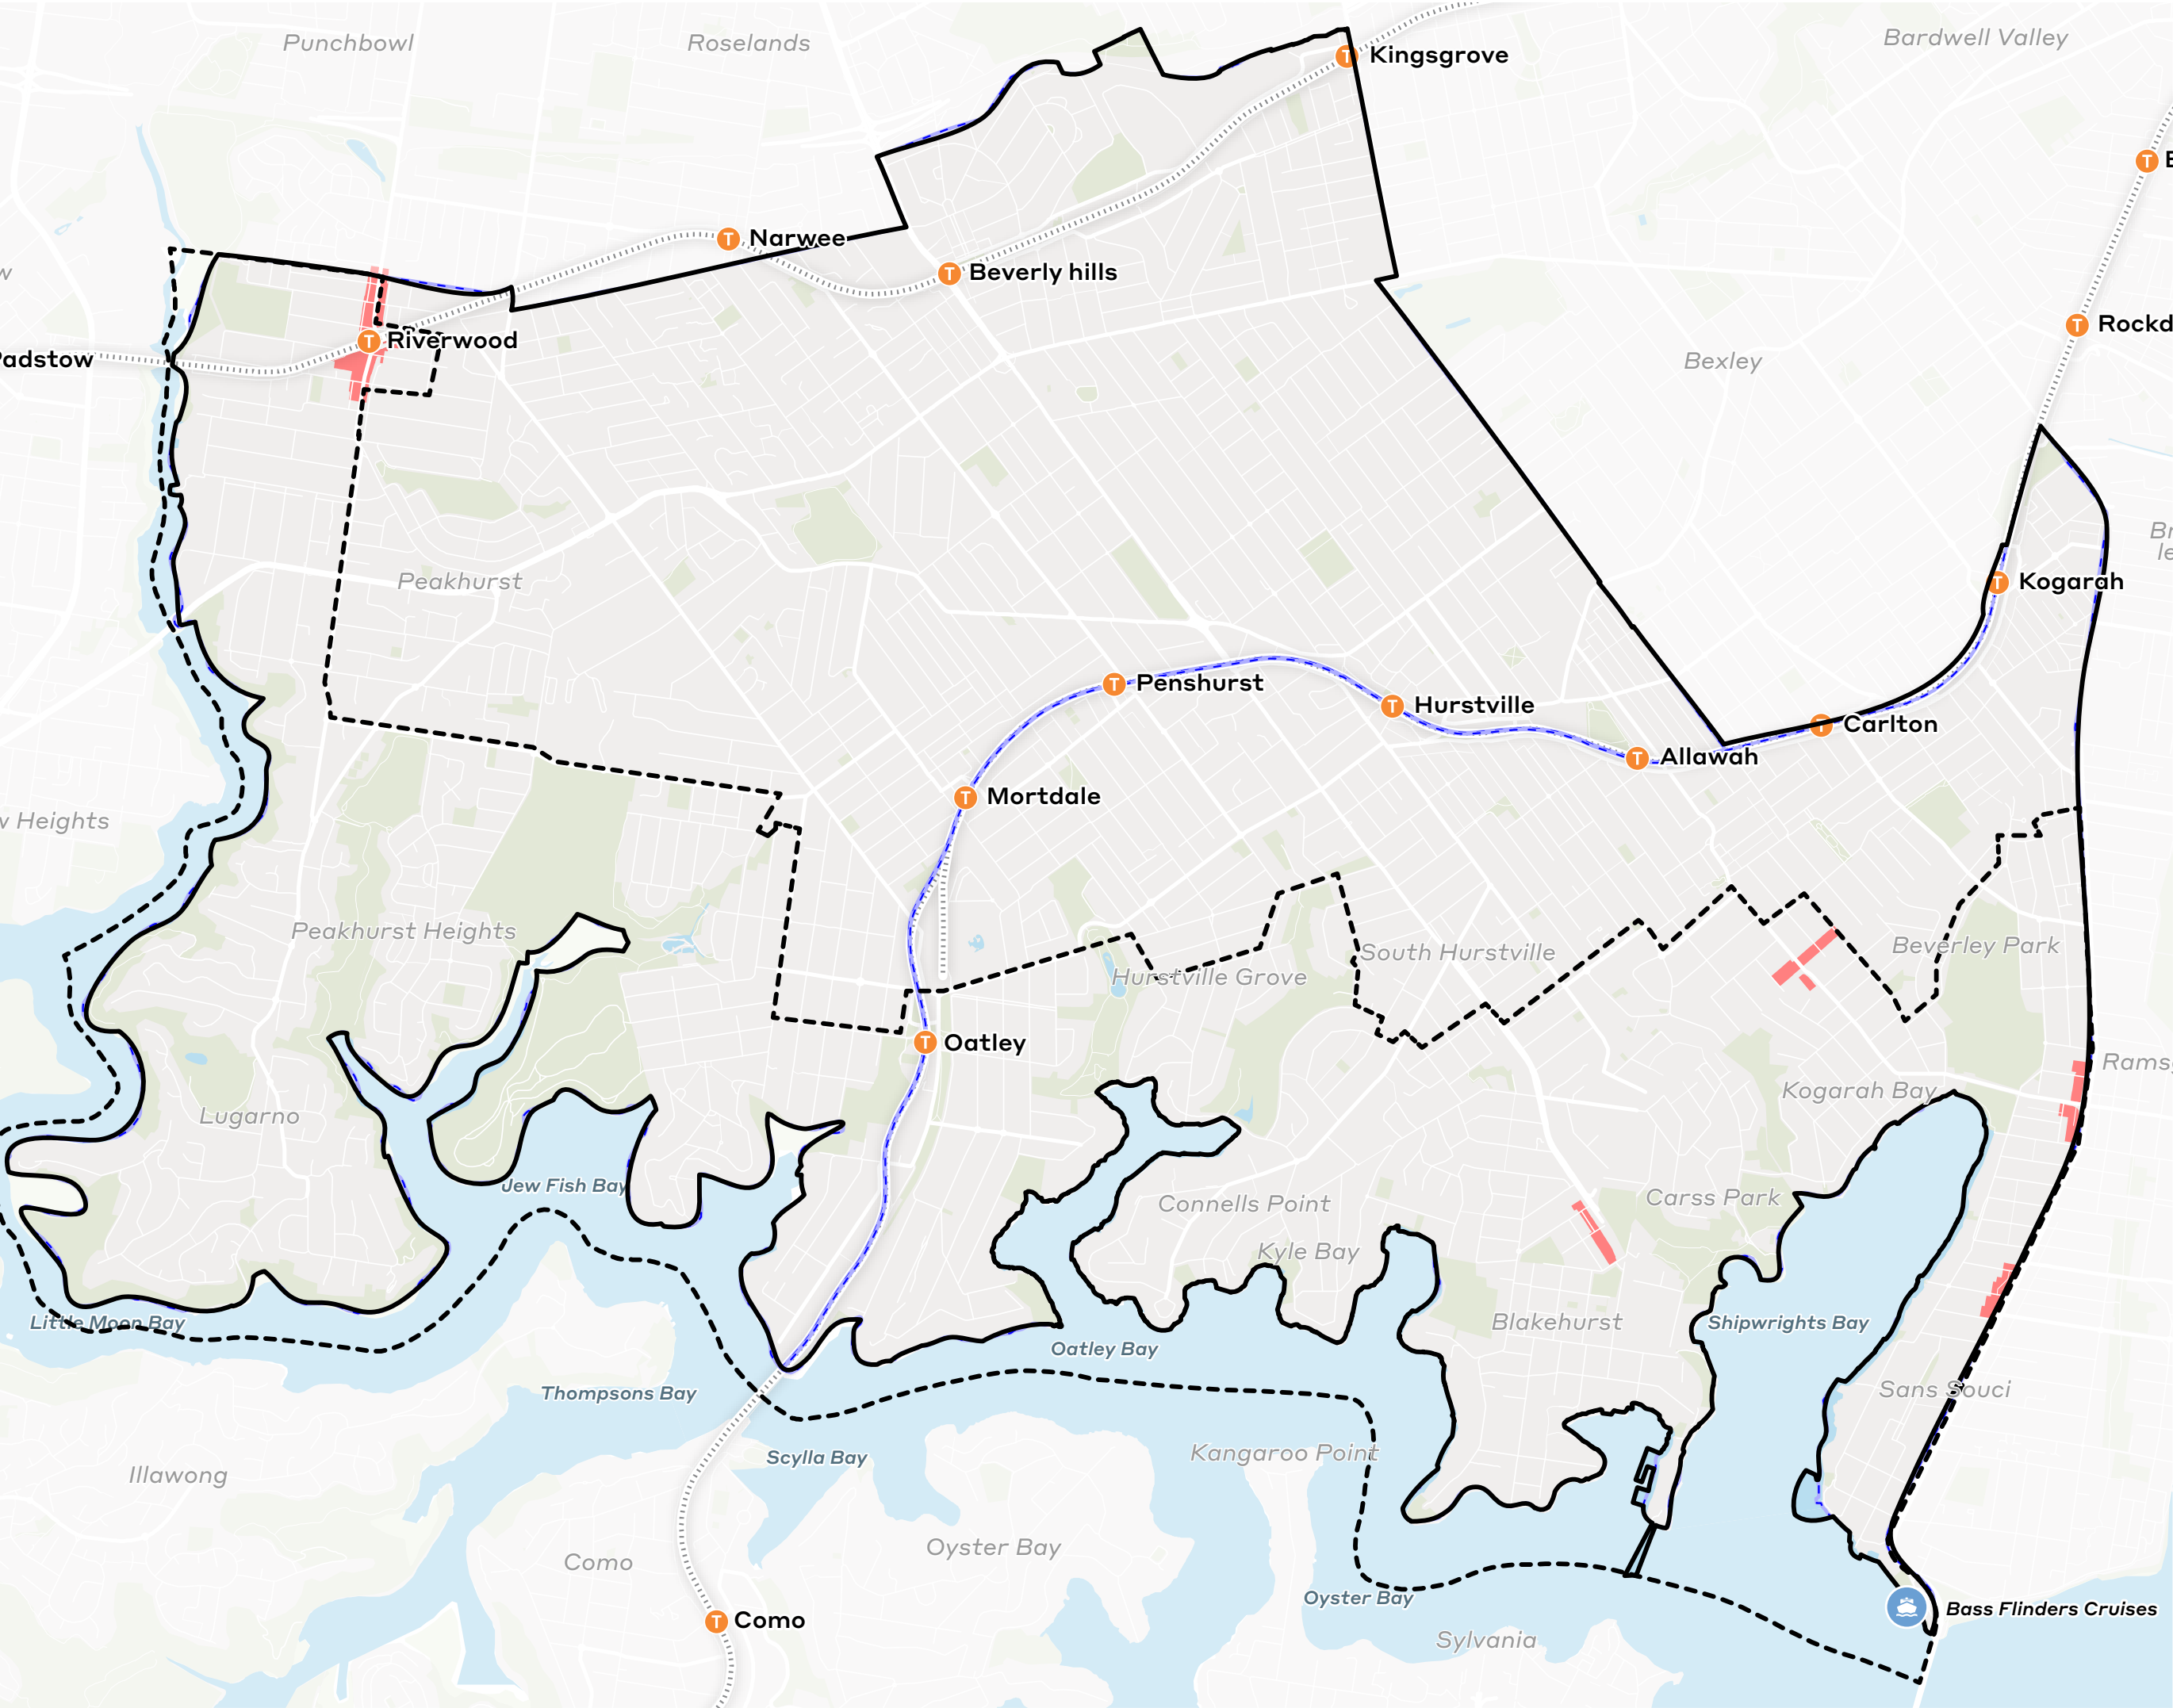 Punchbowl
Roselands
Bardwell Valley
Kingsgrove
Narwee
Beverly hills
Riverwood
Padstow
Rockd
Bexley
Kogarah
Peakhurst
Penshurst
Hurstville
Carlton
Allawah
Mortdale
Heights
Peakhurst Heights
Beverley Park
South Hurstville
Hurstville Grove
Oatley
Rams
Kogarah Bay
Lugarno
Jew Fish Bay
Connells Point
Carss Park
Kyle Bay
Little Moon Bay
Blakehurst
Shipwrights Bay
Oatley Bay
Thompsons Bay
Sans Souci
Kangaroo Point
Scylla Bay
Illawong
Oyster Bay
Como
Oyster Bay
Bass Flinders Cruises
Como
Sylvania